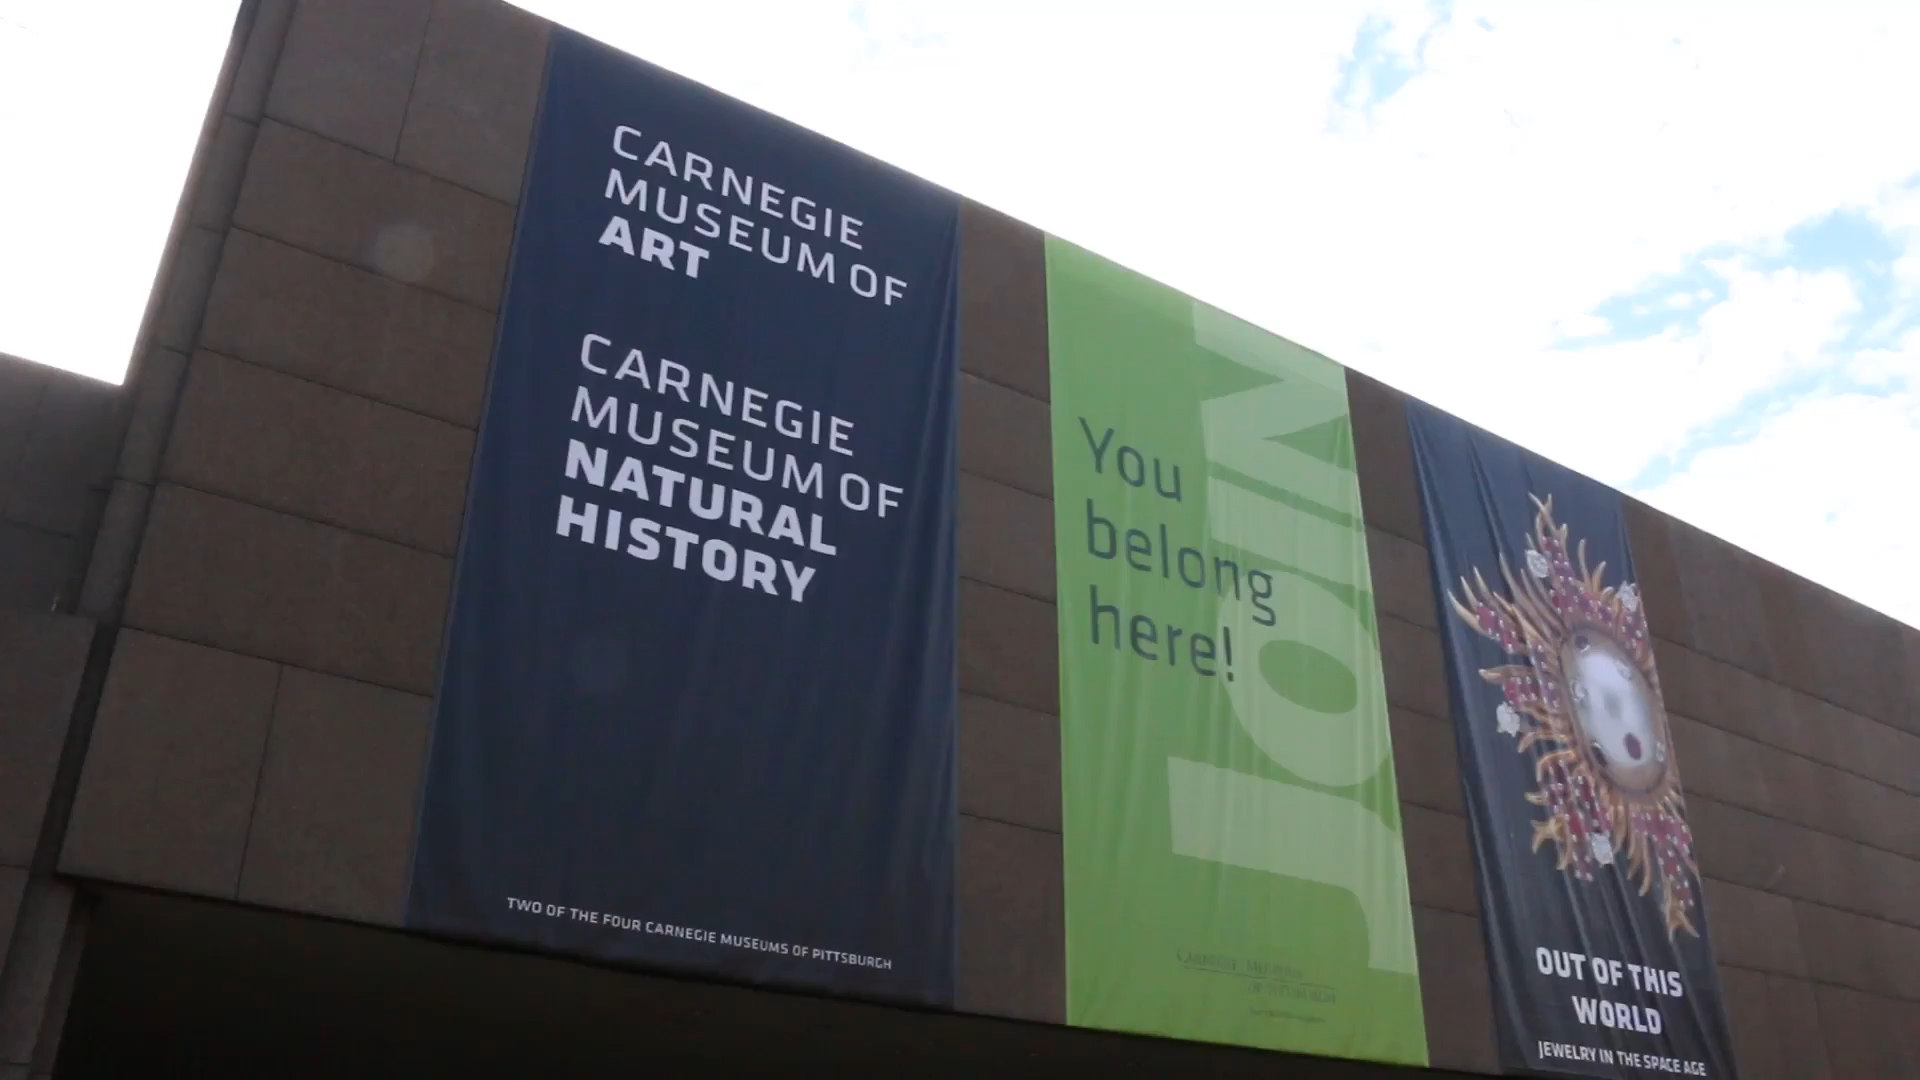 CARNEGIE
MUSEUM OF
ART
CARNEGIE
MUSEUM OF
NATURAL
HISTORY
TWO OF THE FOUR CARNEGIE MUSEUMS OF PITTSBURGH
JOIN
You
belong
here!
OUT OF THIS
WORLD
JEWELRY IN THE SPACE AGE